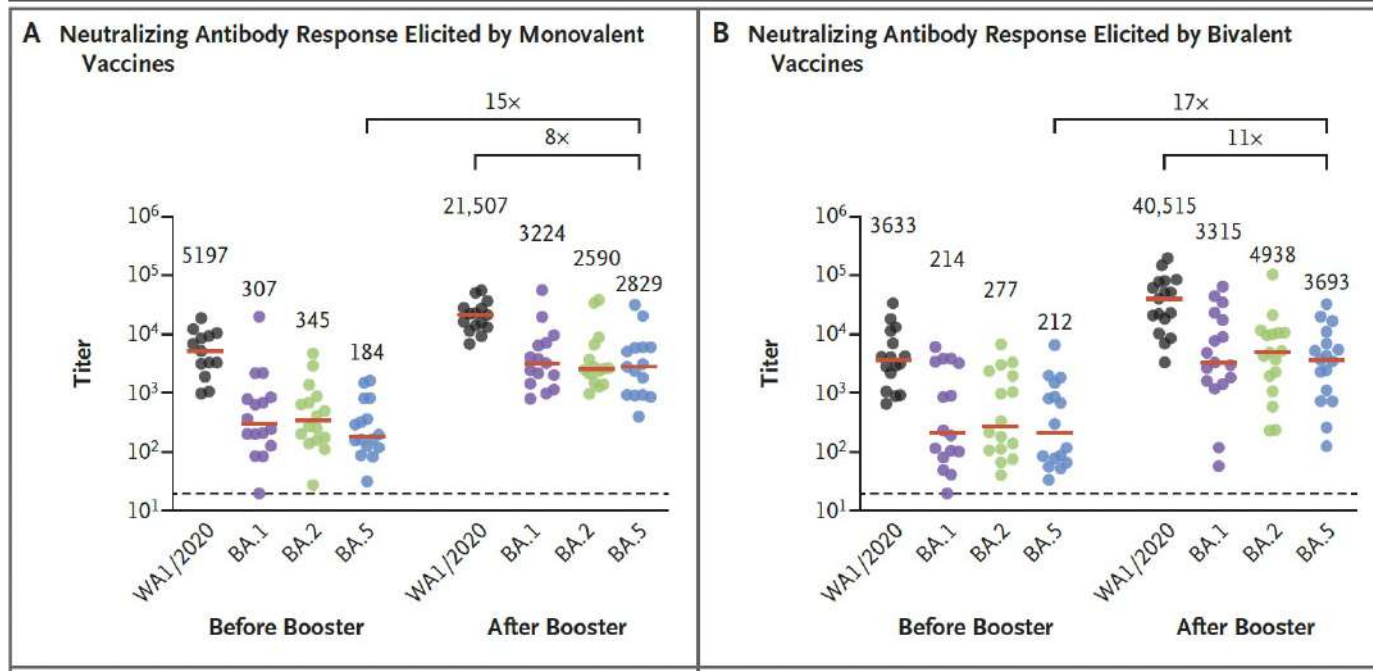 A Neutralizing Antibody Response Elicited by Monovalent
Vaccines
15×
8×
21,507
3224
2590
2829
5197
307
345
184
Titer
10⁶
10⁵
10⁴
10³
10²
10¹
WA1/2020
BA.1
BA.2
BA.5
WA1/2020
BA.1
BA.2
BA.5
Before Booster
After Booster
B Neutralizing Antibody Response Elicited by Bivalent
Vaccines
17×
11×
40,515
3315
4938
3693
3633
214
277
212
Titer
10⁶
10⁵
10⁴
10³
10²
10¹
WA1/2020
BA.1
BA.2
BA.5
WA1/2020
BA.1
BA.2
BA.5
Before Booster
After Booster